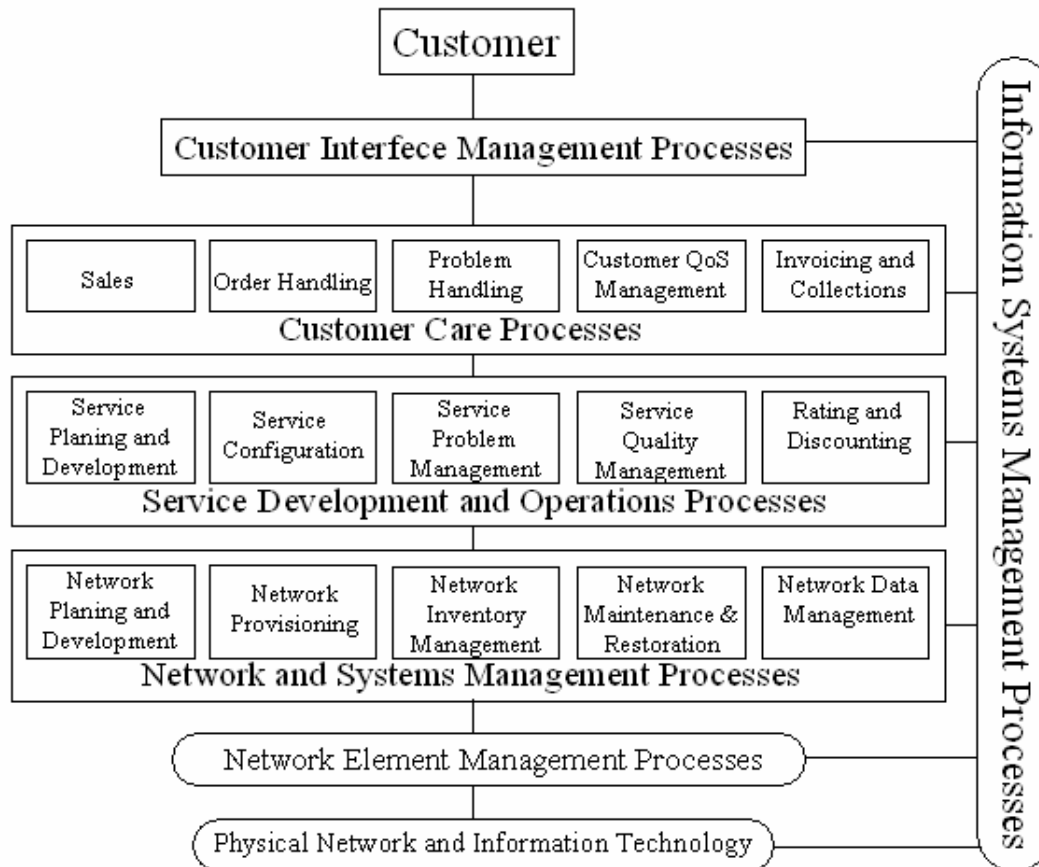 Customer
Customer Interfece Management Processes
Sales
Order Handling
Problem
Handling
Customer QoS
Management
Invoicing and
Collections
Customer Care Processes
Service
Planing and
Development
Service
Configuration
Service
Problem
Management
Service
Quality
Management
Rating and
Discounting
Service Development and Operations Processes
Network
Planing and
Development
Network
Provisioning
Network
Inventory
Management
Network
Maintenance &
Restoration
Network Data
Management
Network and Systems Management Processes
Network Element Management Processes
Physical Network and Information Technology
Information Systems Management Processes